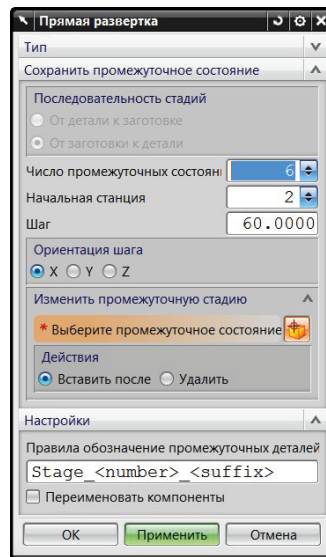 Прямая развертка
Тип
Сохранить промежуточное состояние
Последовательность стадий
От детали к заготовке
От заготовки к детали
Число промежуточных состоян 6
Начальная станция 2
Шаг 60.0000
Ориентация шага
X Y Z
Изменить промежуточную стадию
* Выберите промежуточное состояние
Действия
Вставить после Удалить
Настройки
Правила обозначение промежуточных деталей
Stage_<number>_<suffix>
Переименовать компоненты
OK Применить Отмена